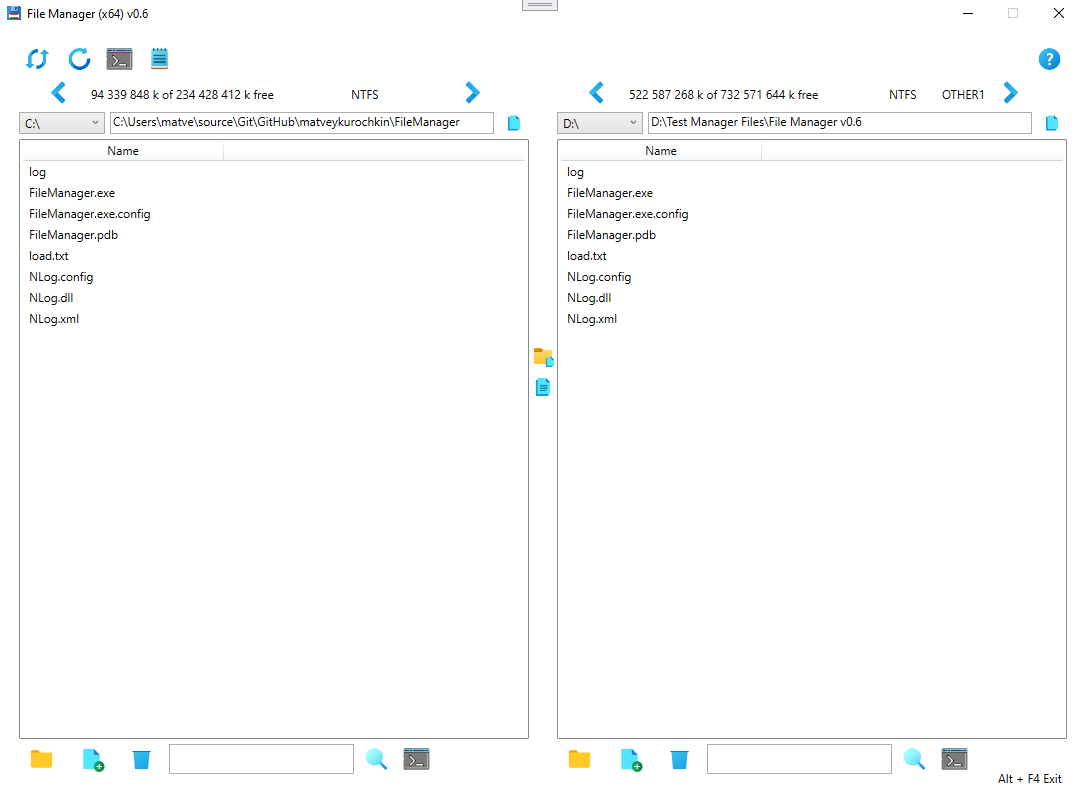 File Manager (x64) v0.6
?
94 339 848 k of 234 428 412 k free NTFS
522 587 268 k of 732 571 644 k free NTFS OTHER1
C:\ C:\Users\matve\source\Git\GitHub\matveykurochkin\FileManager
D:\ D:\Test Manager Files\File Manager v0.6
Name
log
FileManager.exe
FileManager.exe.config
FileManager.pdb
load.txt
NLog.config
NLog.dll
NLog.xml
Name
log
FileManager.exe
FileManager.exe.config
FileManager.pdb
load.txt
NLog.config
NLog.dll
NLog.xml
Alt + F4 Exit